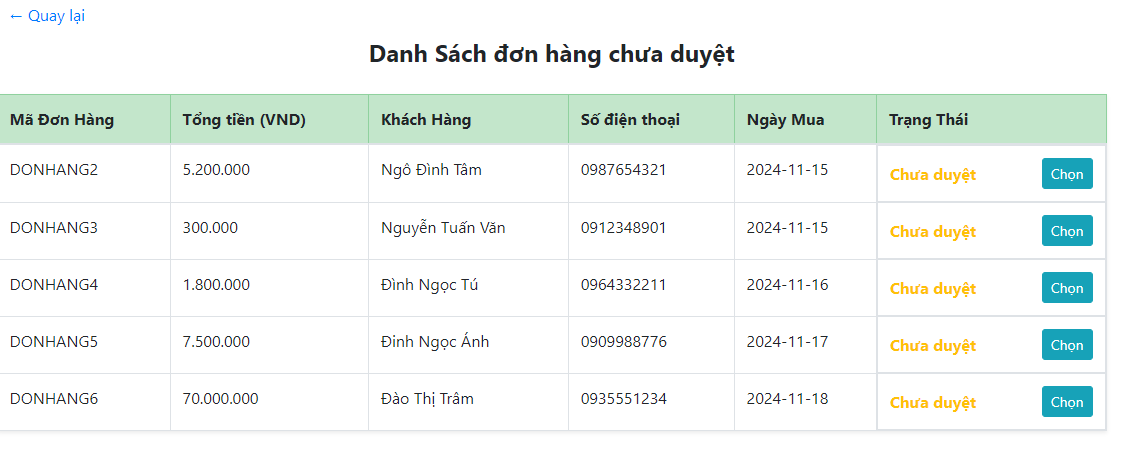 ← Quay lại
Danh Sách đơn hàng chưa duyệt
Mã Đơn Hàng Tổng tiền (VND) Khách Hàng Số điện thoại Ngày Mua Trạng Thái
DONHANG2 5.200.000 Ngô Đình Tâm 0987654321 2024-11-15 Chưa duyệt Chọn
DONHANG3 300.000 Nguyễn Tuấn Văn 0912348901 2024-11-15 Chưa duyệt Chọn
DONHANG4 1.800.000 Đình Ngọc Tú 0964332211 2024-11-16 Chưa duyệt Chọn
DONHANG5 7.500.000 Đinh Ngọc Ánh 0909988776 2024-11-17 Chưa duyệt Chọn
DONHANG6 70.000.000 Đào Thị Trâm 0935551234 2024-11-18 Chưa duyệt Chọn